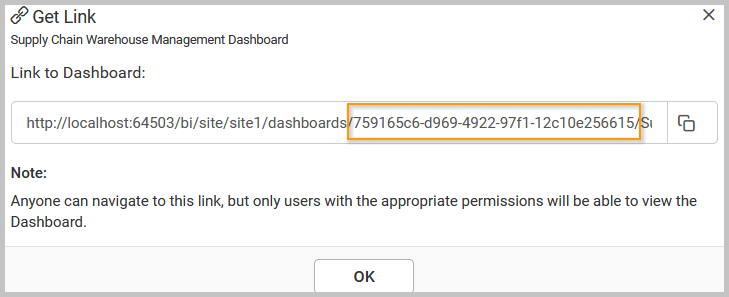 Get Link
Supply Chain Warehouse Management Dashboard
Link to Dashboard:
http://localhost:64503/bi/site/site1/dashboards/759165c6-d969-4922-97f1-12c10e256615/Su
Note:
Anyone can navigate to this link, but only users with the appropriate permissions will be able to view the
Dashboard.
OK